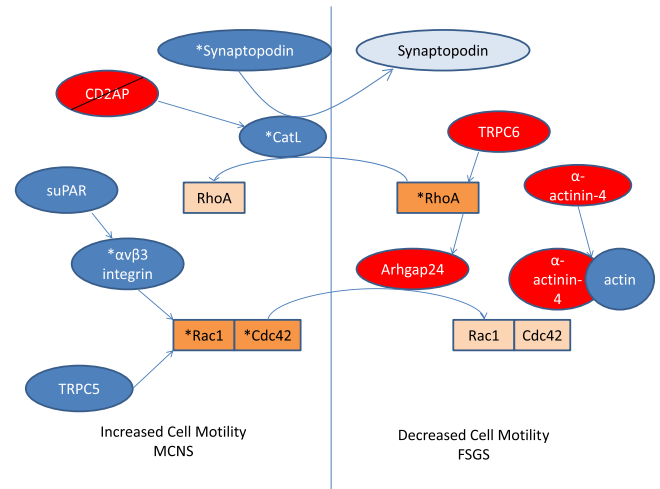 *Synaptopodin
Synaptopodin
CD2AP
*CatL
TRPC6
suPAR
RhoA
*RhoA
α-
actinin-4
*αvβ3
integrin
Arhgap24
α-
actinin-
4
actin
*Rac1
*Cdc42
Rac1
Cdc42
TRPC5
Increased Cell Motility
MCNS
Decreased Cell Motility
FSGS